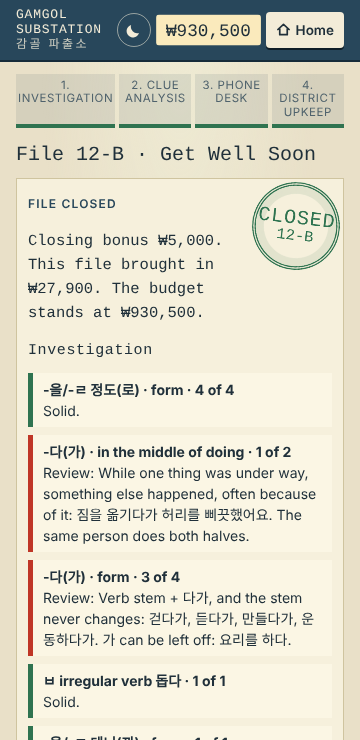 GAMGOL
SUBSTATION
감골 파출소
₩930,500
Home
1.
INVESTIGATION
2. CLUE
ANALYSIS
3. PHONE
DESK
4.
DISTRICT
UPKEEP
File 12-B · Get Well Soon
FILE CLOSED
CLOSED
12-B
Closing bonus ₩5,000.
This file brought in
₩27,900. The budget
stands at ₩930,500.
Investigation
-을/-ㄹ 정도(로) · form · 4 of 4
Solid.
-다(가) · in the middle of doing · 1 of 2
Review: While one thing was under way,
something else happened, often because
of it: 짐을 옮기다가 허리를 삐끗했어요. The
same person does both halves.
-다(가) · form · 3 of 4
Review: Verb stem + 다가, and the stem
never changes: 걷다가, 듣다가, 만들다가, 운
동하다가. 가 can be left off: 요리를 하다.
ㅂ irregular verb 돕다 · 1 of 1
Solid.